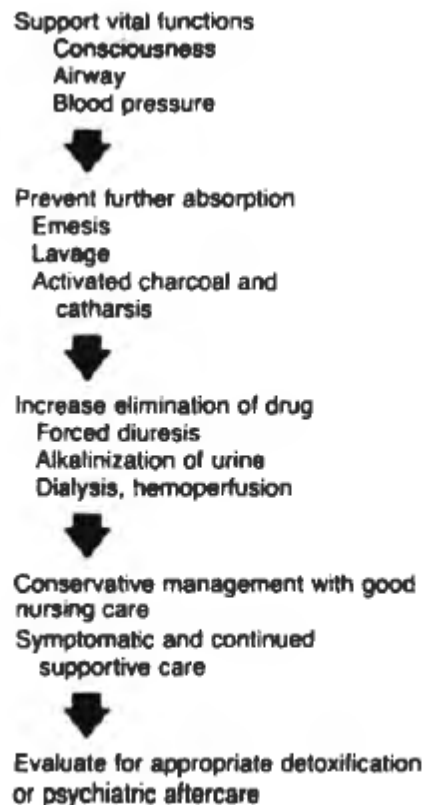 Support vital functions
Consciousness
Airway
Blood pressure
Prevent further absorption
Emesis
Lavage
Activated charcoal and
catharsis
Increase elimination of drug
Forced diuresis
Alkalinization of urine
Dialysis, hemoperfusion
Conservative management with good
nursing care
Symptomatic and continued
supportive care
Evaluate for appropriate detoxification
or psychiatric aftercare